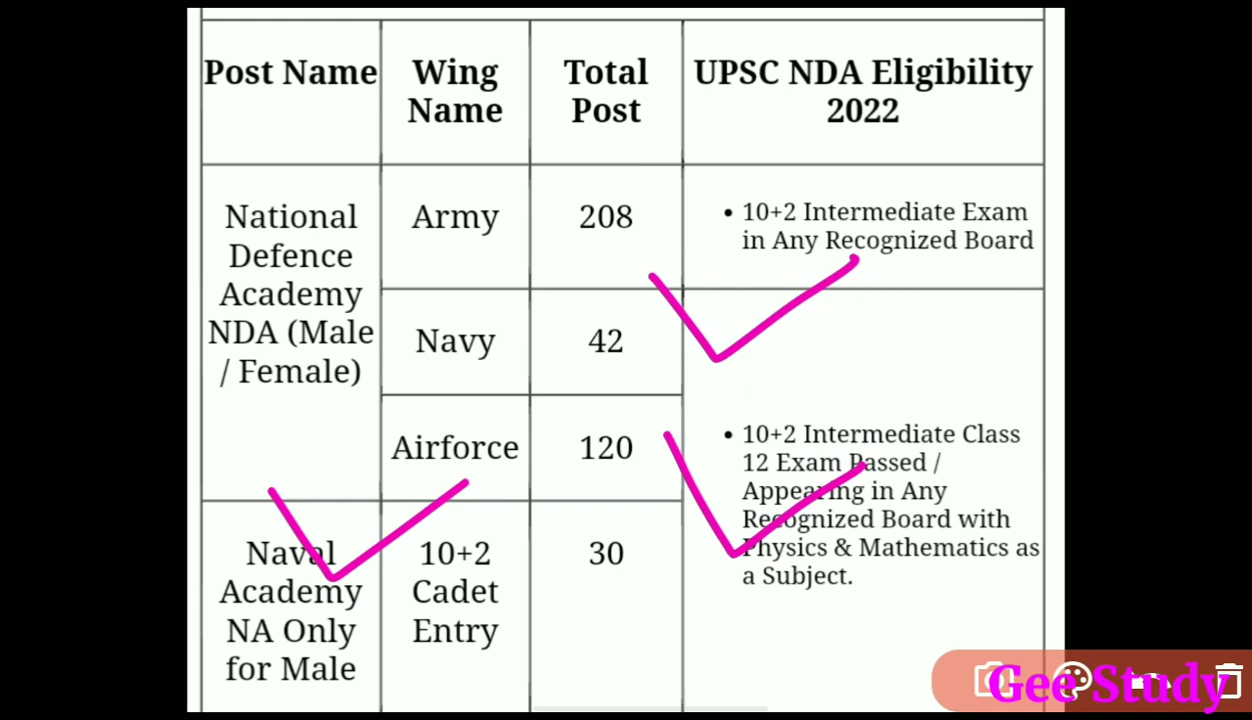 Post Name
Wing
Name
Total
Post
UPSC NDA Eligibility
2022
National
Defence
Academy
NDA (Male
/ Female)
Army
208
• 10+2 Intermediate Exam
in Any Recognized Board
Navy
42
Airforce
120
• 10+2 Intermediate Class
12 Exam Passed /
Appearing in Any
Recognized Board with
Physics & Mathematics as
a Subject.
Naval
Academy
NA Only
for Male
10+2
Cadet
Entry
30
Gee Study